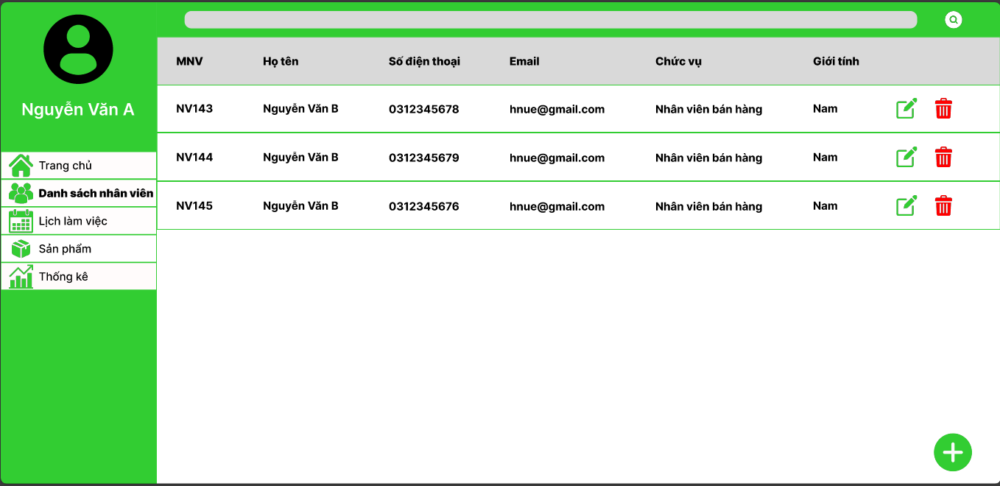 Nguyễn Văn A
Trang chủ
Danh sách nhân viên
Lịch làm việc
Sản phẩm
Thống kê
MNV Họ tên Số điện thoại Email Chức vụ Giới tính
NV143 Nguyễn Văn B 0312345678 hnue@gmail.com Nhân viên bán hàng Nam
NV144 Nguyễn Văn B 0312345679 hnue@gmail.com Nhân viên bán hàng Nam
NV145 Nguyễn Văn B 0312345676 hnue@gmail.com Nhân viên bán hàng Nam